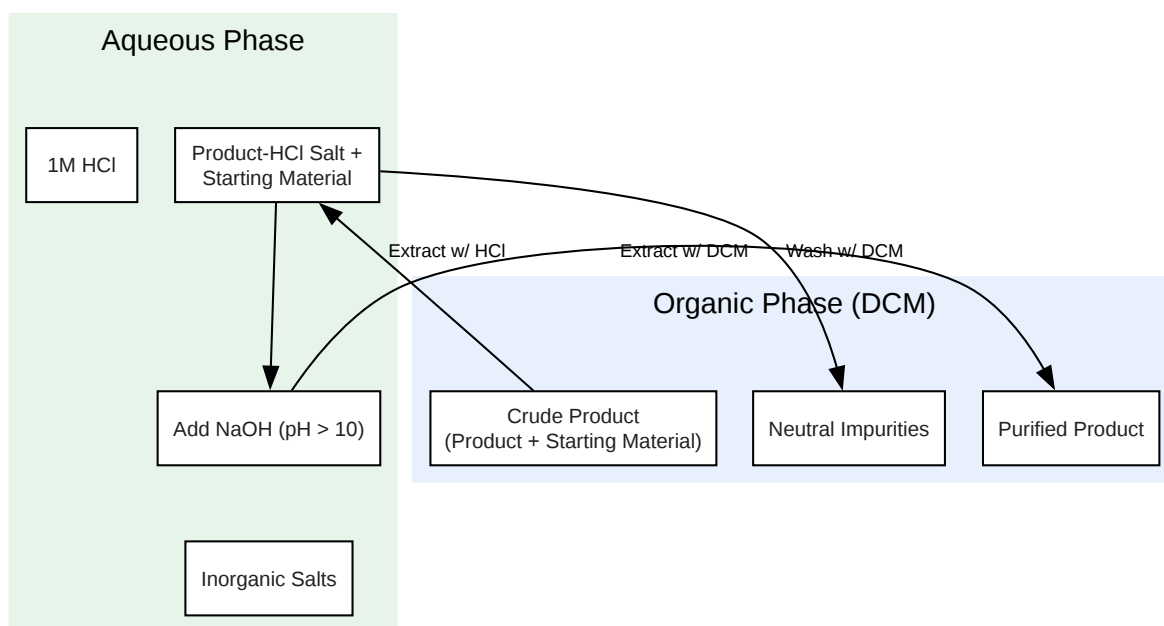 Aqueous Phase
1M HCl
Product-HCl Salt +
Starting Material
Extract w/ HCl
Extract w/ DCM
Wash w/ DCM
Organic Phase (DCM)
Add NaOH (pH > 10)
Crude Product
(Product + Starting Material)
Neutral Impurities
Purified Product
Inorganic Salts